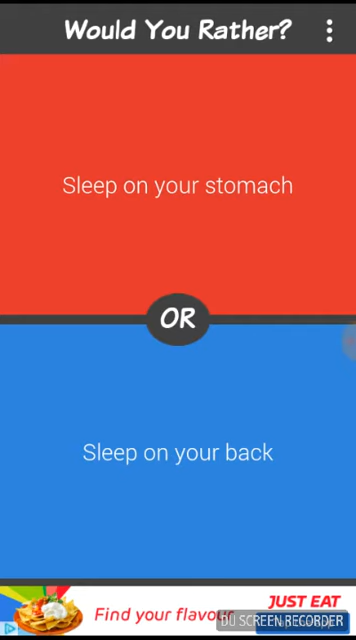 Would You Rather?
Sleep on your stomach
OR
Sleep on your back
JUST EAT
Find your flavour
DU SCREEN RECORDER